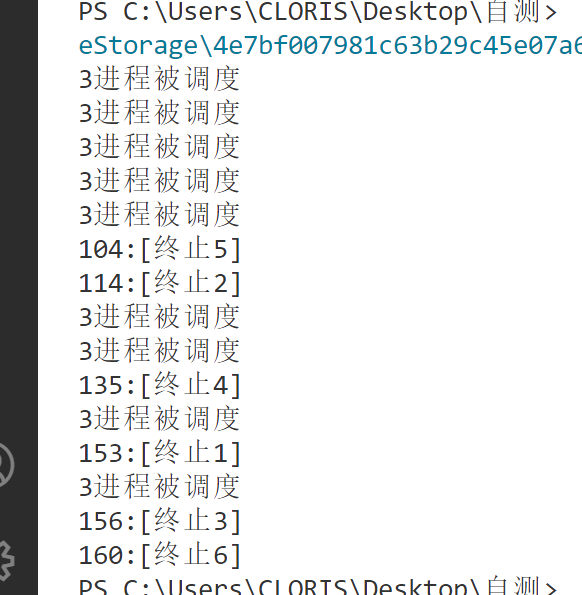 PS C:\Users\CLORIS\Desktop\自测>
eStorage\4e7bf007981c63b29c45e07a6
3进程被调度
3进程被调度
3进程被调度
3进程被调度
3进程被调度
104:[终止5]
114:[终止2]
3进程被调度
3进程被调度
135:[终止4]
3进程被调度
153:[终止1]
3进程被调度
156:[终止3]
160:[终止6]
PS C:\Users\CLORIS\Desktop\自测>